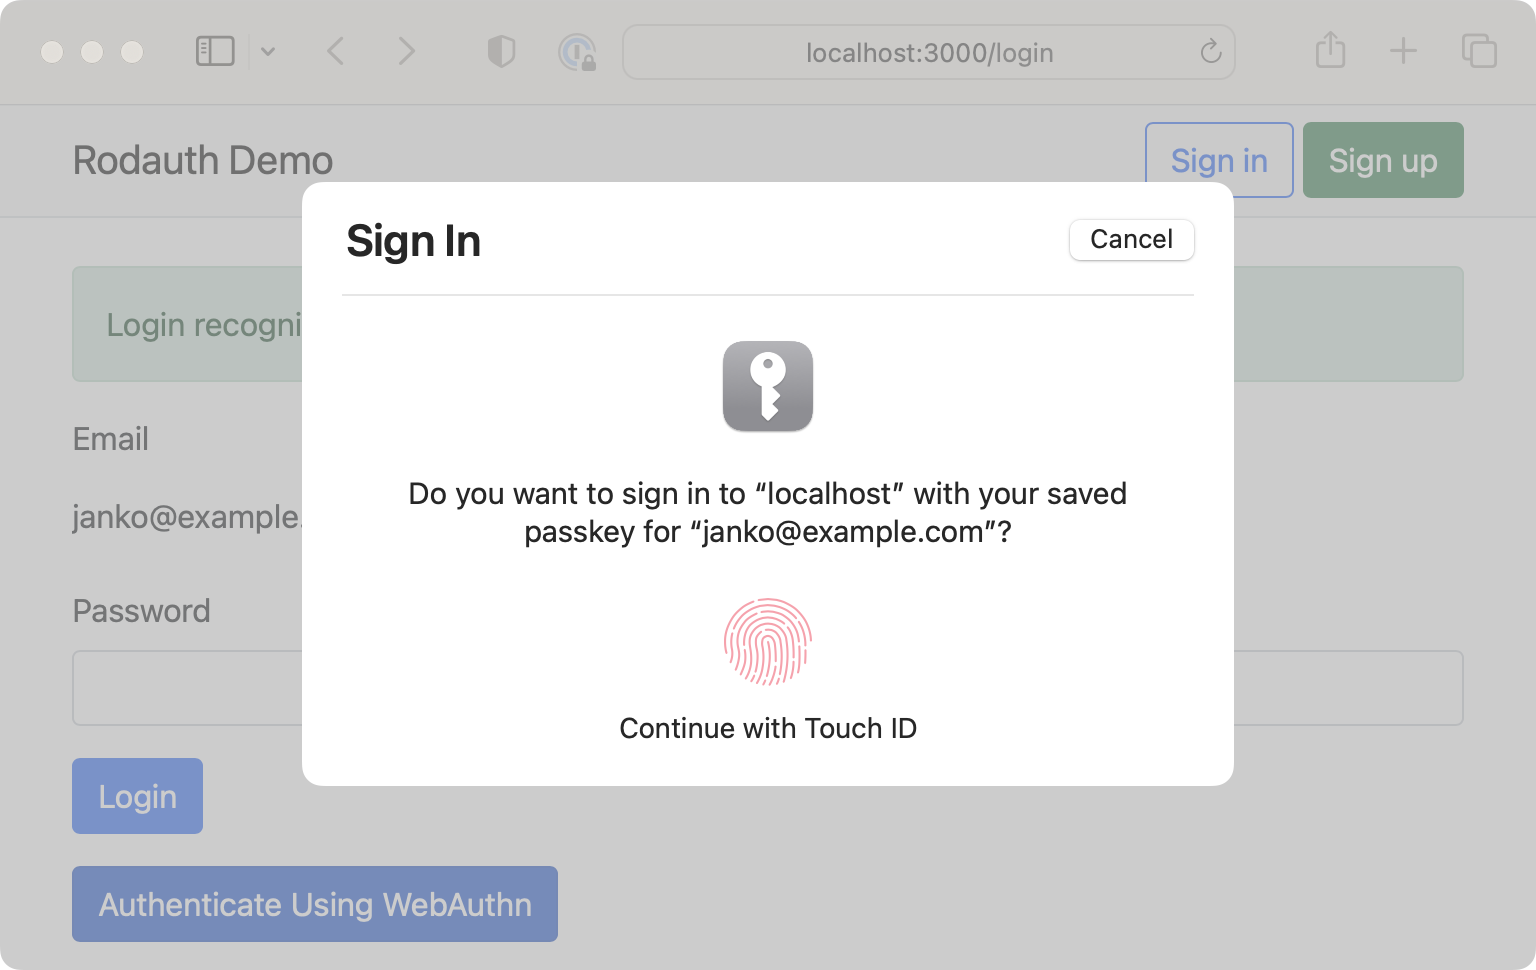 localhost:3000/login
Rodauth Demo
Sign in
Sign up
Sign In
Cancel
Login recogni
Do you want to sign in to “localhost” with your saved
passkey for “janko@example.com”?
Email
janko@example.
Password
Continue with Touch ID
Login
Authenticate Using WebAuthn